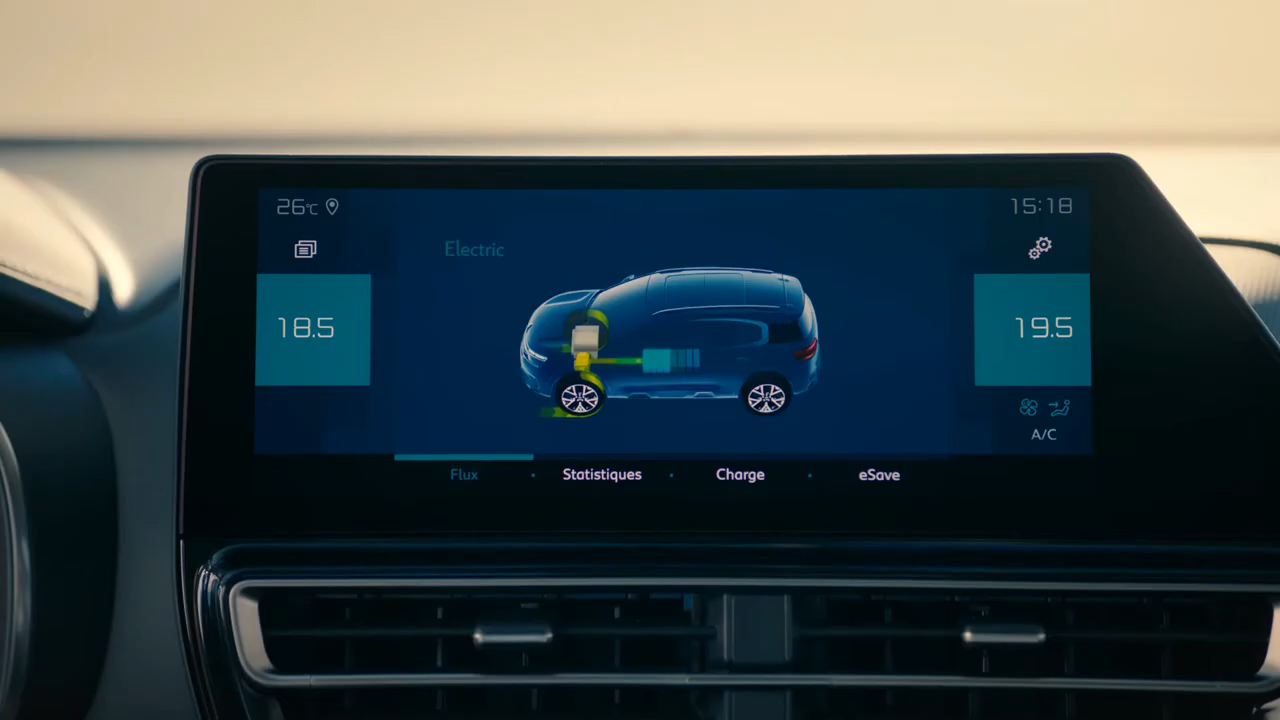 26°C
15:18
Electric
18.5
19.5
A/C
Flux · Statistiques · Charge · eSave